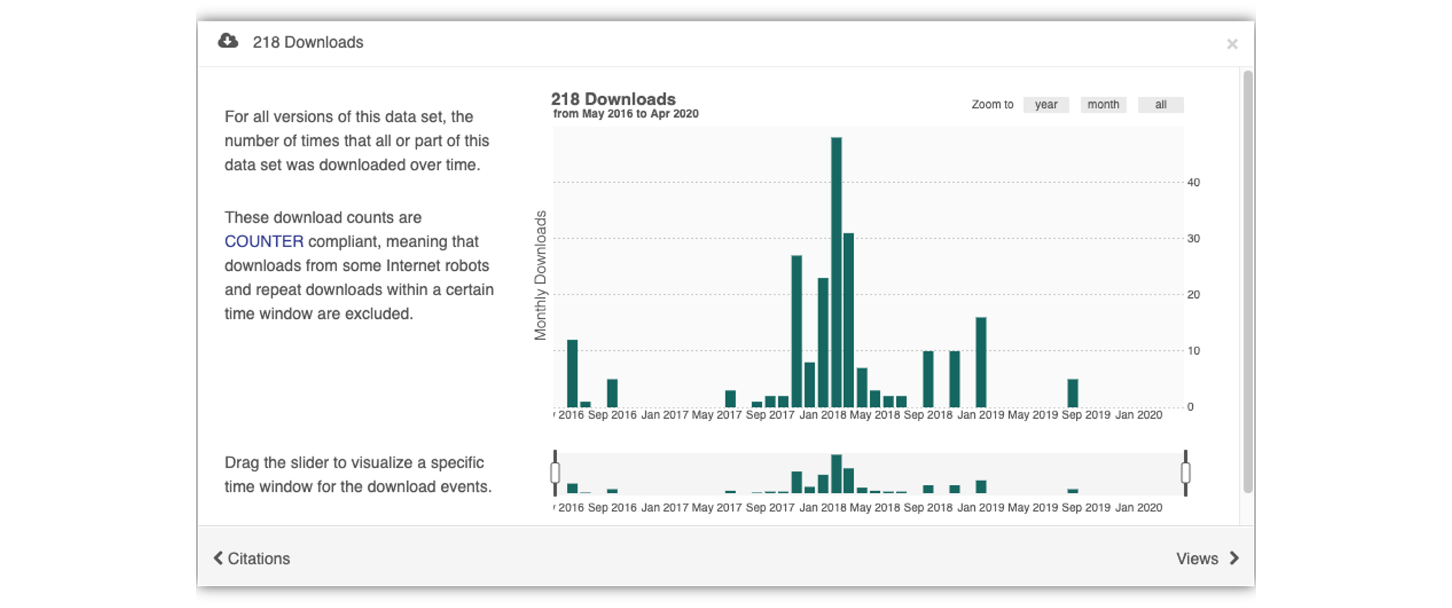 218 Downloads
×
For all versions of this data set, the
number of times that all or part of this
data set was downloaded over time.
These download counts are
COUNTER compliant, meaning that
downloads from some Internet robots
and repeat downloads within a certain
time window are excluded.
218 Downloads
from May 2016 to Apr 2020
Zoom to year month all
Monthly Downloads
40
30
20
10
0
2016 Sep 2016 Jan 2017 May 2017 Sep 2017 Jan 2018 May 2018 Sep 2018 Jan 2019 May 2019 Sep 2019 Jan 2020
Drag the slider to visualize a specific
time window for the download events.
2016 Sep 2016 Jan 2017 May 2017 Sep 2017 Jan 2018 May 2018 Sep 2018 Jan 2019 May 2019 Sep 2019 Jan 2020
Citations
Views